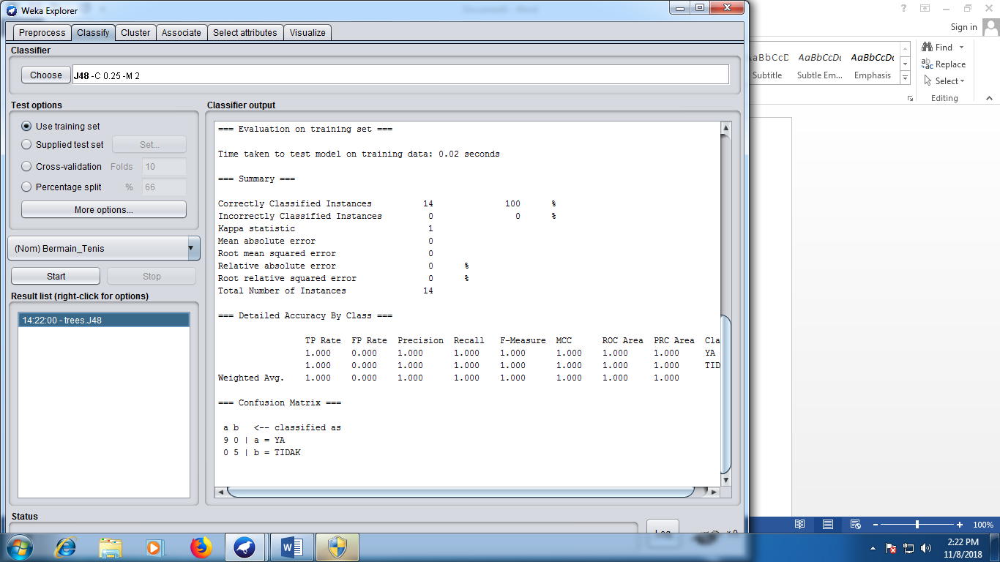 Weka Explorer
Preprocess Classify Cluster Associate Select attributes Visualize
Classifier
Choose J48 -C 0.25 -M 2
Test options
Use training set
Supplied test set Set...
Cross-validation Folds 10
Percentage split % 66
More options...
(Nom) Bermain_Tenis
Start Stop
Result list (right-click for options)
14:22:00 - trees.J48
Classifier output
=== Evaluation on training set ===
Time taken to test model on training data: 0.02 seconds
=== Summary ===
Correctly Classified Instances 14 100 %
Incorrectly Classified Instances 0 0 %
Kappa statistic 1
Mean absolute error 0
Root mean squared error 0
Relative absolute error 0 %
Root relative squared error 0 %
Total Number of Instances 14
=== Detailed Accuracy By Class ===
TP Rate FP Rate Precision Recall F-Measure MCC ROC Area PRC Area Cla
1.000 0.000 1.000 1.000 1.000 1.000 1.000 1.000 YA
1.000 0.000 1.000 1.000 1.000 1.000 1.000 1.000 TID
Weighted Avg. 1.000 0.000 1.000 1.000 1.000 1.000 1.000 1.000
=== Confusion Matrix ===
a b <-- classified as
9 0 | a = YA
0 5 | b = TIDAK
Status
Log x 0
Sign in
AaBbCcD AaBbCcDı AaBbCcDı
Subtitle Subtle Em... Emphasis
Find
Replace
Select
Editing
100%
2:22 PM
11/8/2018